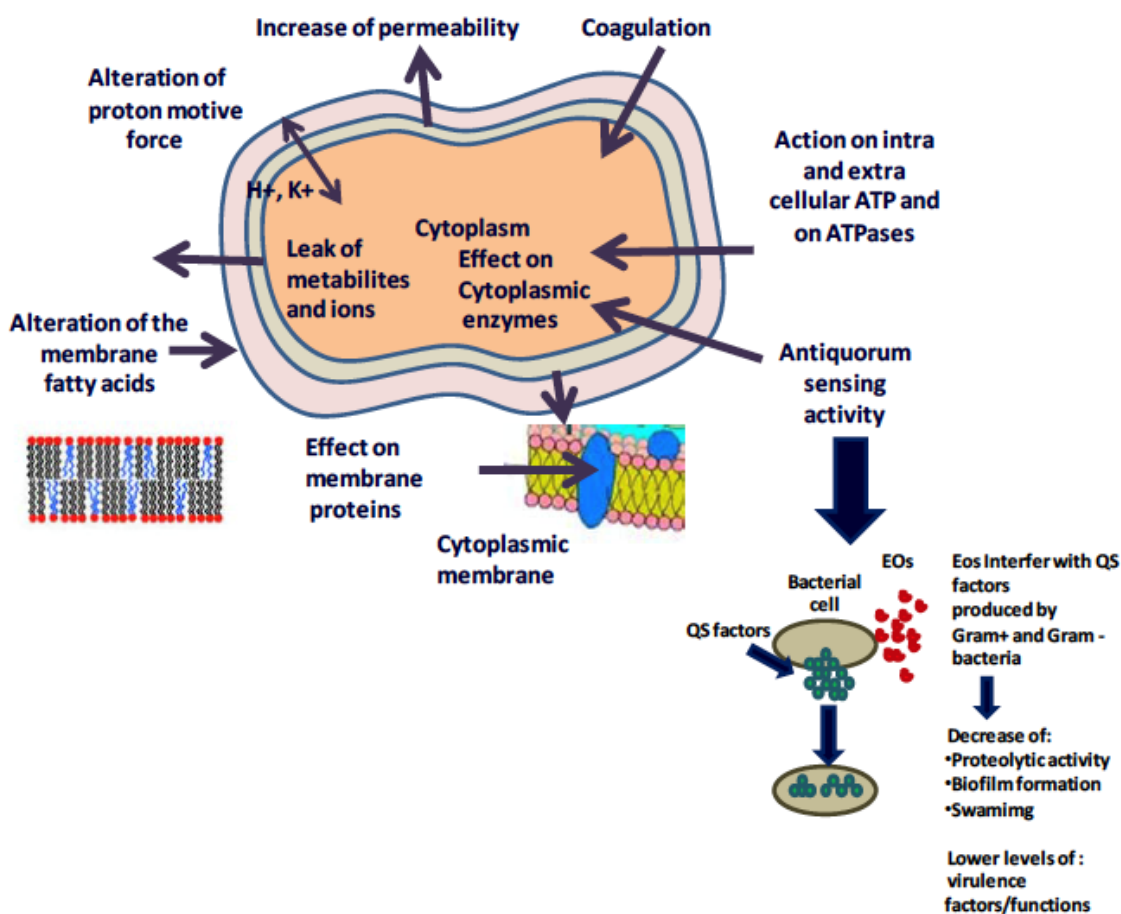 Increase of permeability
Coagulation
Alteration of
proton motive
force
H+, K+
Action on intra
and extra
cellular ATP and
on ATPases
Cytoplasm
Effect on
Cytoplasmic
enzymes
Leak of
metabilites
and ions
Alteration of the
membrane
fatty acids
Antiquorum
sensing
activity
Effect on
membrane
proteins
Cytoplasmic
membrane
EOs
Bacterial
cell
QS factors
Eos Interfer with QS
factors
produced by
Gram+ and Gram -
bacteria
Decrease of:
•Proteolytic activity
•Biofilm formation
•Swamimg
Lower levels of :
virulence
factors/functions